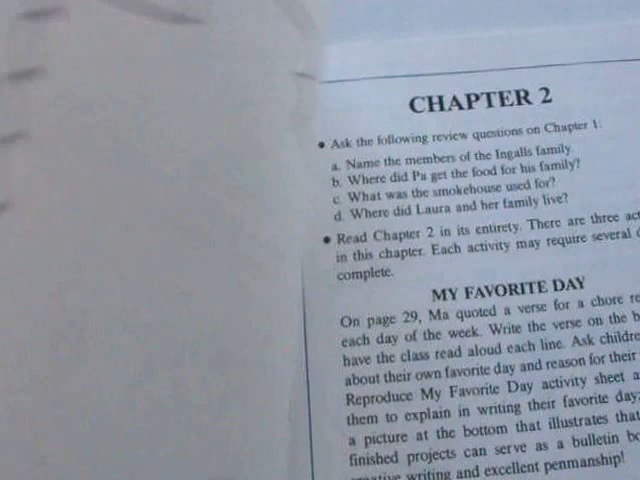 CHAPTER 2
• Ask the following review questions on Chapter 1.
a. Name the members of the Ingalls family.
b. Where did Pa get the food for his family?
c. What was the smokehouse used for?
d. Where did Laura and her family live?
• Read Chapter 2 in its entirety. There are three
in this chapter. Each activity may require several
complete.
MY FAVORITE DAY
On page 29, Ma quoted a verse for a chore
each day of the week. Write the verse on the
have the class read aloud each line. Ask
about their own favorite day and reason for their
Reproduce My Favorite Day activity sheet
them to explain in writing their favorite day;
a picture at the bottom that illustrates that
finished projects can serve as a bulletin
creative writing and excellent penmanship!